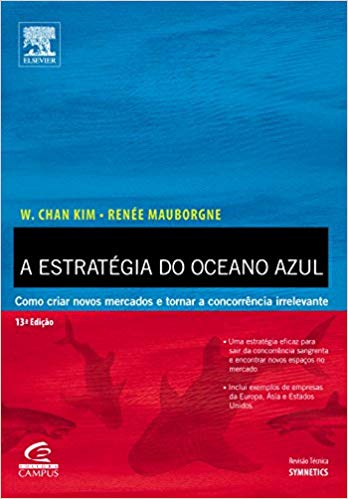 ELSEVIER
W. CHAN KIM • RENÉE MAUBORGNE
A ESTRATÉGIA DO OCEANO AZUL
Como criar novos mercados e tornar a concorrência irrelevante
13ª Edição
• Uma estratégia eficaz para
sair da concorrência sangrenta
e encontrar novos espaços no
mercado.
• Inclui exemplos de empresas
da Europa, Ásia e Estados
Unidos.
Revisão Técnica
SYMNETICS
EDITORA
CAMPUS